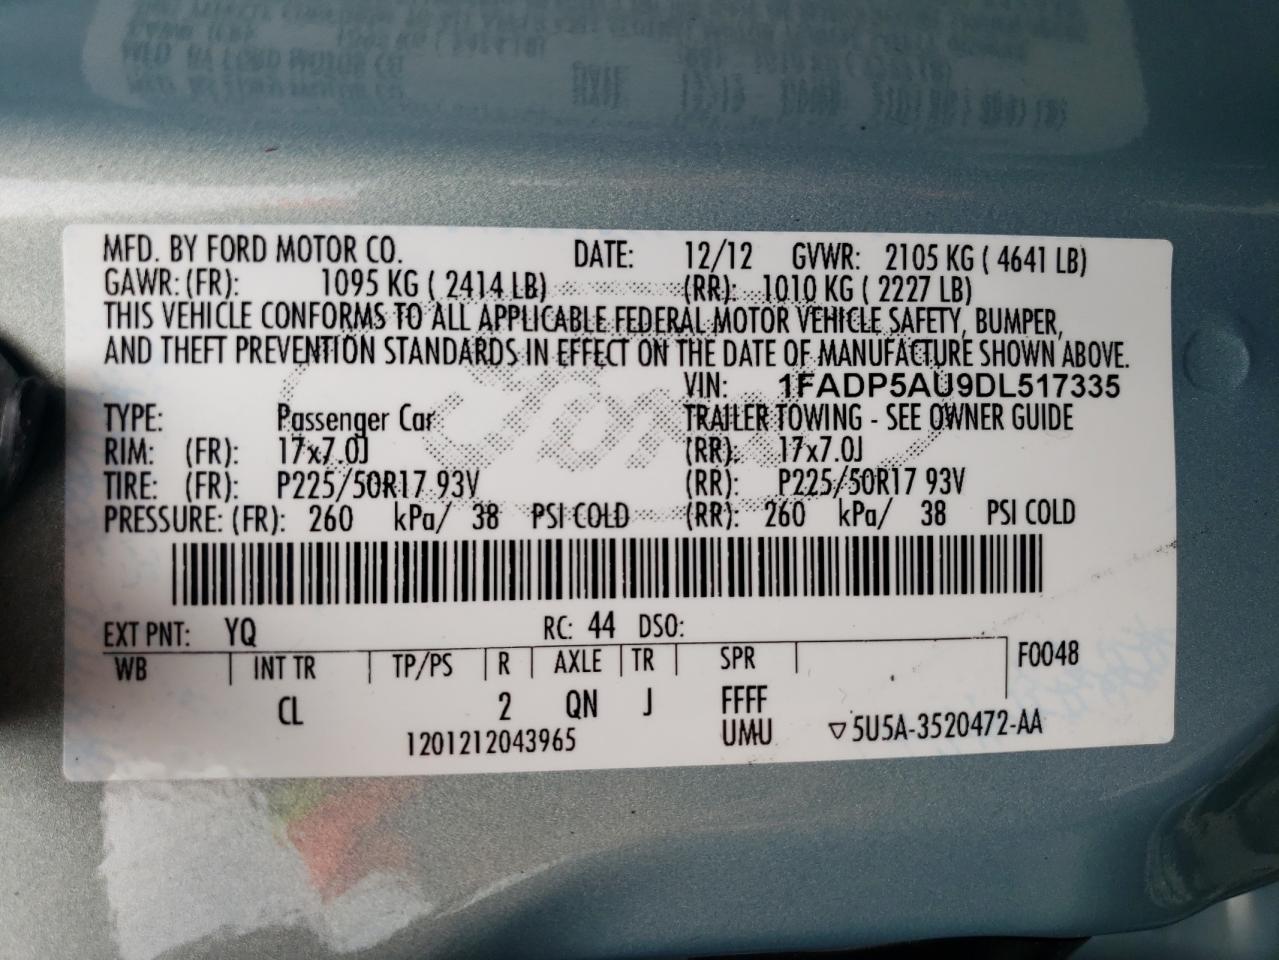 MFD. BY FORD MOTOR CO. DATE: 12/12 GVWR: 2105 KG ( 4641 LB)
GAWR: (FR): 1095 KG ( 2414 LB) (RR): 1010 KG ( 2227 LB)
THIS VEHICLE CONFORMS TO ALL APPLICABLE FEDERAL MOTOR VEHICLE SAFETY, BUMPER,
AND THEFT PREVENTION STANDARDS IN EFFECT ON THE DATE OF MANUFACTURE SHOWN ABOVE.
VIN: 1FADP5AU9DL517335
TYPE: Passenger Car TRAILER TOWING - SEE OWNER GUIDE
RIM: (FR): 17x7.0J (RR): 17x7.0J
TIRE: (FR): P225/50R17 93V (RR): P225/50R17 93V
PRESSURE: (FR): 260 kPa/ 38 PSI COLD (RR): 260 kPa/ 38 PSI COLD
EXT PNT: YQ RC: 44 DSO:
WB INT TR TP/PS R AXLE TR SPR F0048
CL 2 QN J FFFF
1201212043965 UMU ▽5U5A-3520472-AA
Ford